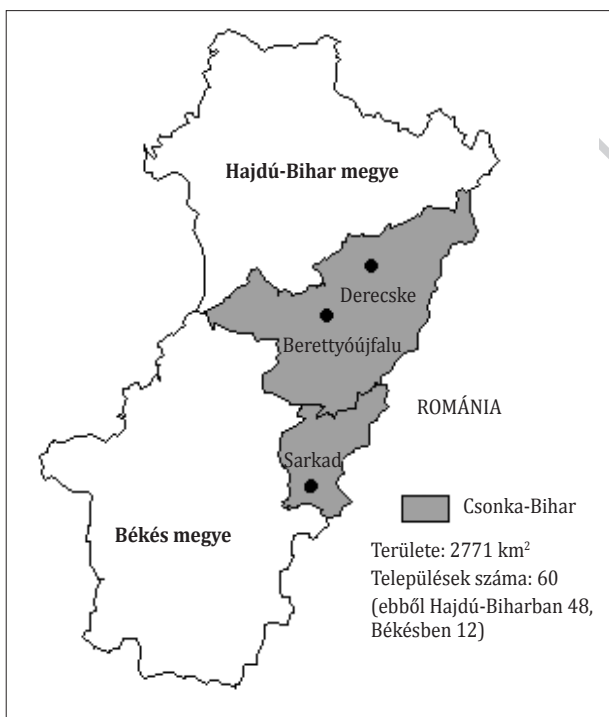 Hajdú-Bihar megye
Derecske
Berettyóújfalu
ROMÁNIA
Sarkad
Csonka-Bihar
Békés megye
Területe: 2771 km²
Települések száma: 60
(ebből Hajdú-Biharban 48,
Békésben 12)